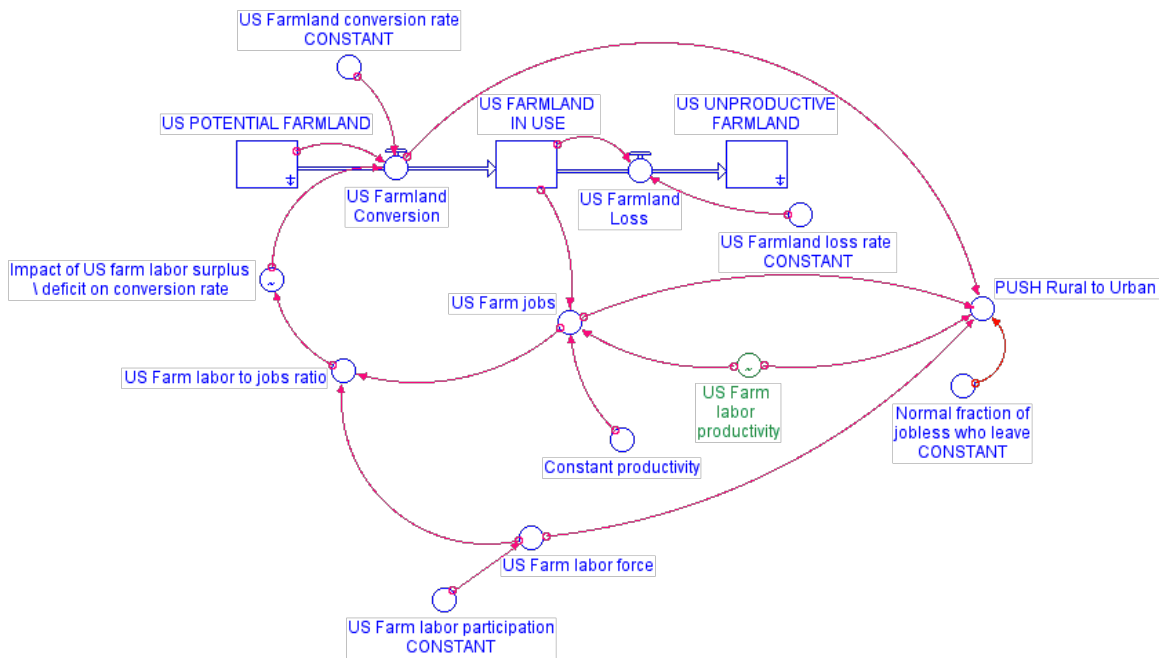 US Farmland conversion rate
CONSTANT
US POTENTIAL FARMLAND
US FARMLAND
IN USE
US UNPRODUCTIVE
FARMLAND
US Farmland
Conversion
US Farmland
Loss
US Farmland loss rate
CONSTANT
Impact of US farm labor surplus
\ deficit on conversion rate
US Farm jobs
PUSH Rural to Urban
US Farm labor to jobs ratio
US Farm
labor
productivity
Normal fraction of
jobless who leave
CONSTANT
Constant productivity
US Farm labor force
US Farm labor participation
CONSTANT